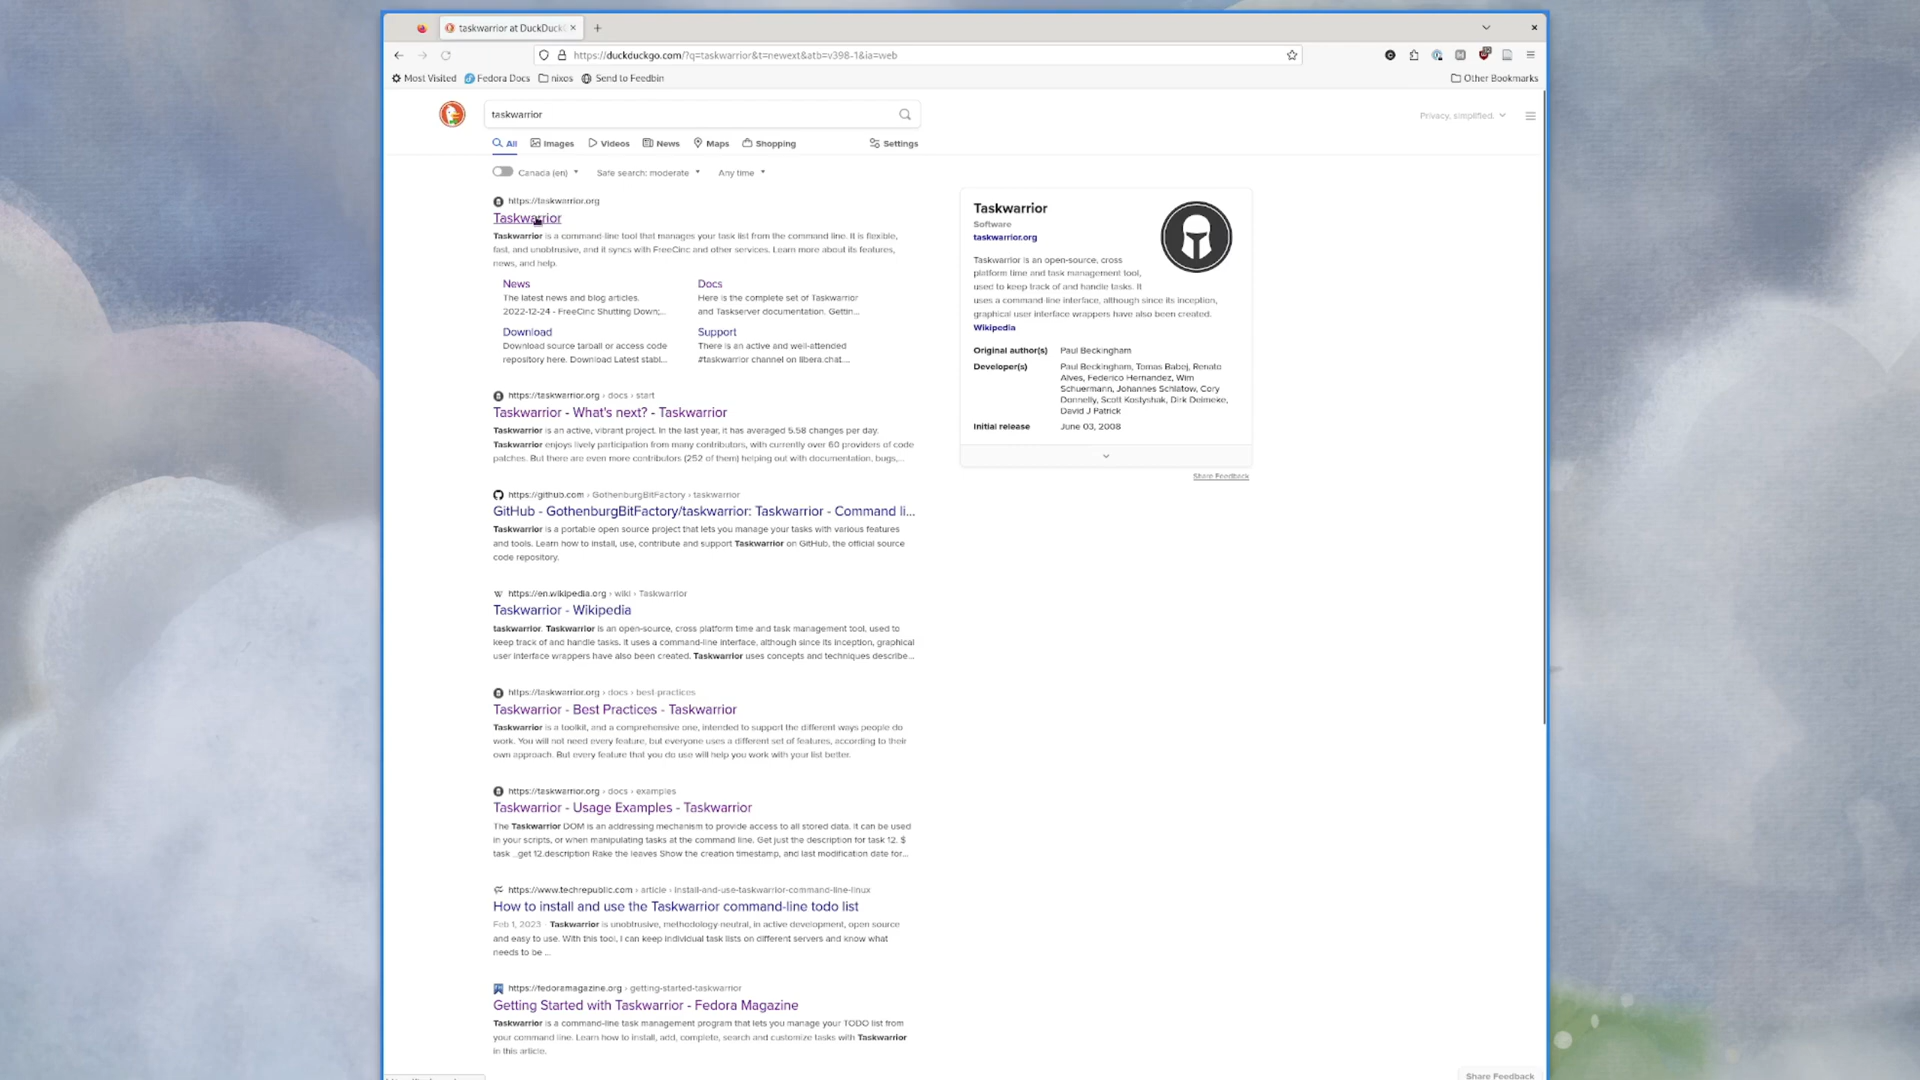 taskwarrior at DuckDuck
https://duckduckgo.com/?q=taskwarrior&t=newext&atb=v398-1&ia=web
Most Visited
Fedora Docs
nixos
Send to Feedbin
Other Bookmarks
taskwarrior
Privacy, simplified.
All
Images
Videos
News
Maps
Shopping
Settings
Canada (en)
Safe search: moderate
Any time
https://taskwarrior.org
Taskwarrior
Taskwarrior is a command-line tool that manages your task list from the command line. It is flexible,
fast, and unobtrusive, and it syncs with FreeCinc and other services. Learn more about its features,
news, and help.
News
The latest news and blog articles.
2022-12-24 - FreeCinc Shutting Down;...
Docs
Here is the complete set of Taskwarrior
and Taskserver documentation. Gettin...
Download
Download source tarball or access code
repository here. Download Latest stabl...
Support
There is an active and well-attended
#taskwarrior channel on libera.chat....
https://taskwarrior.org › docs › start
Taskwarrior - What's next? - Taskwarrior
Taskwarrior is an active, vibrant project. In the last year, it has averaged 5.58 changes per day.
Taskwarrior enjoys lively participation from many contributors, with currently over 60 providers of code
patches. But there are even more contributors (252 of them) helping out with documentation, bugs,...
https://github.com › GothenburgBitFactory › taskwarrior
GitHub - GothenburgBitFactory/taskwarrior: Taskwarrior - Command li...
Taskwarrior is a portable open source project that lets you manage your tasks with various features
and tools. Learn how to install, use, contribute and support Taskwarrior on GitHub, the official source
code repository.
https://en.wikipedia.org › wiki › Taskwarrior
Taskwarrior - Wikipedia
taskwarrior. Taskwarrior is an open-source, cross platform time and task management tool, used to
keep track of and handle tasks. It uses a command-line interface, although since its inception, graphical
user interface wrappers have also been created. Taskwarrior uses concepts and techniques describe...
https://taskwarrior.org › docs › best-practices
Taskwarrior - Best Practices - Taskwarrior
Taskwarrior is a toolkit, and a comprehensive one, intended to support the different ways people do
work. You will not need every feature, but everyone uses a different set of features, according to their
own approach. But every feature that you do use will help you work with your list better.
https://taskwarrior.org › docs › examples
Taskwarrior - Usage Examples - Taskwarrior
The Taskwarrior DOM is an addressing mechanism to provide access to all stored data. It can be used
in your scripts, or when manipulating tasks at the command line. Get just the description for task 12. $
task _get 12.description Rake the leaves Show the creation timestamp, and last modification date for...
https://www.techrepublic.com › article › install-and-use-taskwarrior-command-line-linux
How to install and use the Taskwarrior command-line todo list
Feb 1, 2023 · Taskwarrior is unobtrusive, methodology neutral, in active development, open source
and easy to use. With this tool, I can keep individual task lists on different servers and know what
needs to be ...
https://fedoramagazine.org › getting-started-taskwarrior
Getting Started with Taskwarrior - Fedora Magazine
Taskwarrior is a command-line task management program that lets you manage your TODO list from
your command line. Learn how to install, add, complete, search and customize tasks with Taskwarrior
in this article.
Taskwarrior
Software
taskwarrior.org
Taskwarrior is an open-source, cross
platform time and task management tool,
used to keep track of and handle tasks. It
uses a command-line interface, although since its inception,
graphical user interface wrappers have also been created.
Wikipedia
Original author(s) Paul Beckingham
Developer(s) Paul Beckingham, Tomas Babej, Renato
Alves, Federico Hernandez, Wim
Schuermann, Johannes Schlatow, Cory
Donnelly, Scott Kostyshak, Dirk Deimeke,
David J Patrick
Initial release June 03, 2008
Share Feedback
Share Feedback